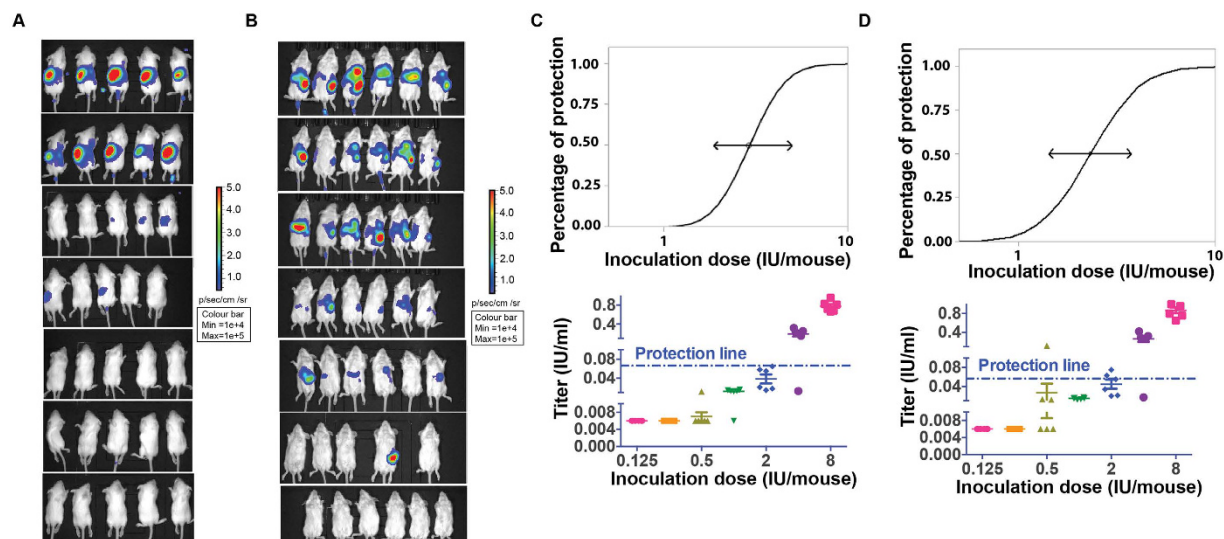 A
5.0
4.0
3.0
2.0
1.0
p/sec/cm /sr
Colour bar
Min =1e+4
Max=1e+5
B
5.0
4.0
3.0
2.0
1.0
p/sec/cm /sr
Colour bar
Min =1e+4
Max=1e+5
C
Percentage of protection
1.00
0.75
0.50
0.25
0.00
1
10
Inoculation dose (IU/mouse)
Titer (IU/ml)
0.8
0.4
0.08
0.04
0.008
0.004
0.000
Protection line
0.125
0.5
2
8
Inoculation dose (IU/mouse)
D
Percentage of protection
1.00
0.75
0.50
0.25
0.00
1
10
Inoculation dose (IU/mouse)
Titer (IU/ml)
0.8
0.4
0.08
0.04
0.008
0.004
0.000
Protection line
0.125
0.5
2
8
Inoculation dose (IU/mouse)